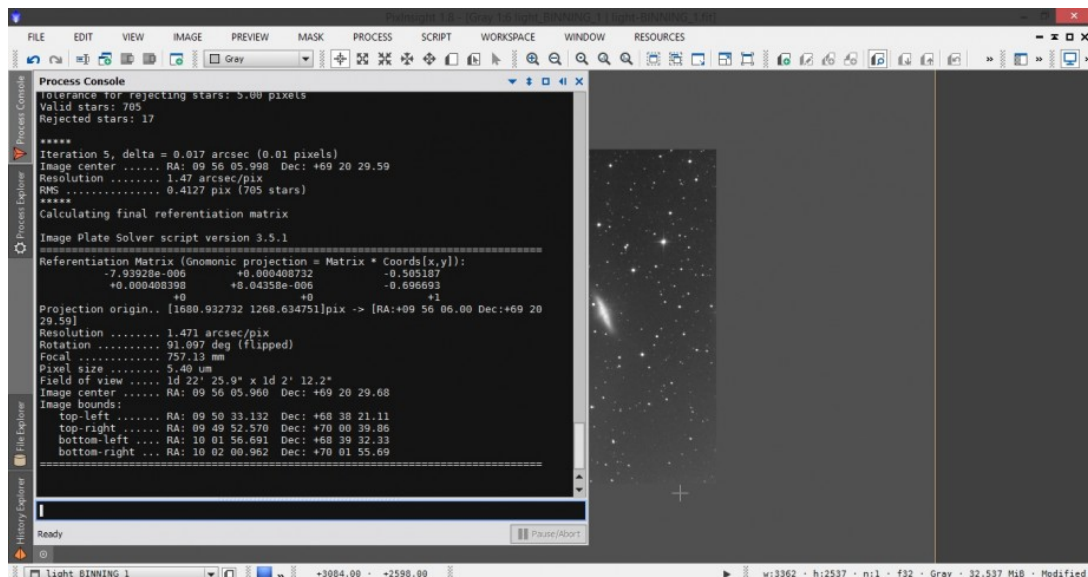 PixInsight 1.8 - (Gray 1:6 light_BINNING_1 | light-BINNING_1.fit)
FILE EDIT VIEW IMAGE PREVIEW MASK PROCESS SCRIPT WORKSPACE WINDOW RESOURCES
Gray
Process Console
Tolerance for rejecting stars: 5.00 pixels
Valid stars: 705
Rejected stars: 17
*****
Iteration 5, delta = 0.017 arcsec (0.01 pixels)
Image center ...... RA: 09 56 05.998 Dec: +69 20 29.59
Resolution ........ 1.47 arcsec/pix
RMS ............... 0.4127 pix (705 stars)
*****
Calculating final referentiation matrix
Image Plate Solver script version 3.5.1
===============================================================================
Referentiation Matrix (Gnomonic projection = Matrix * Coords[x,y]):
-7.93928e-006 +0.000408732 -0.505187
+0.000408398 +8.04358e-006 -0.696693
+0 +0 +1
Projection origin.. [1680.932732 1268.634751]pix -> [RA:+09 56 06.00 Dec:+69 20
29.59]
Resolution ........ 1.471 arcsec/pix
Rotation .......... 91.097 deg (flipped)
Focal ............. 757.13 mm
Pixel size ........ 5.40 um
Field of view ..... 1d 22' 25.9" x 1d 2' 12.2"
Image center ...... RA: 09 56 05.960 Dec: +69 20 29.68
Image bounds:
top-left ....... RA: 09 50 33.132 Dec: +68 38 21.11
top-right ...... RA: 09 49 52.570 Dec: +70 00 39.86
bottom-left .... RA: 10 01 56.691 Dec: +68 39 32.33
bottom-right ... RA: 10 02 00.962 Dec: +70 01 55.69
===============================================================================
Ready
Pause/Abort
Process Console
Process Explorer
File Explorer
History Explorer
light_BINNING_1
+3084.00 · +2598.00
w:3362 · h:2537 · n:1 · f32 · Gray · 32.537 MiB · Modified